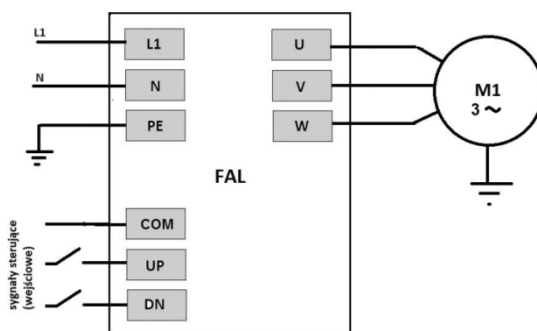 L1
L1
U
N
N
V
M1
3 ~
PE
W
FAL
COM
UP
DN
sygnały sterujące
(wejściowe)